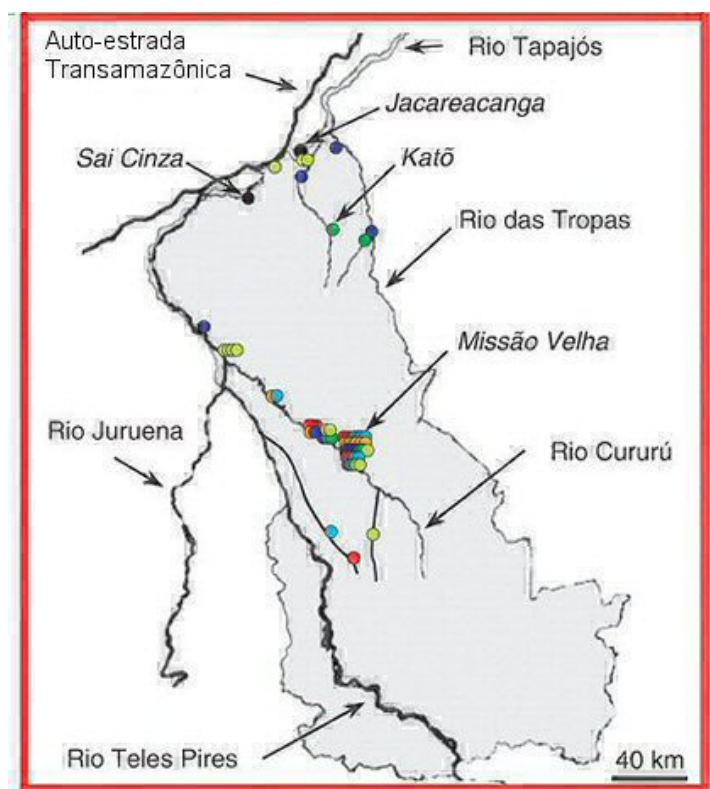 Auto-estrada
Transamazônica
Rio Tapajós
Jacareacanga
Sai Cinza
Katõ
Rio das Tropas
Missão Velha
Rio Juruena
Rio Cururú
Rio Teles Pires
40 km